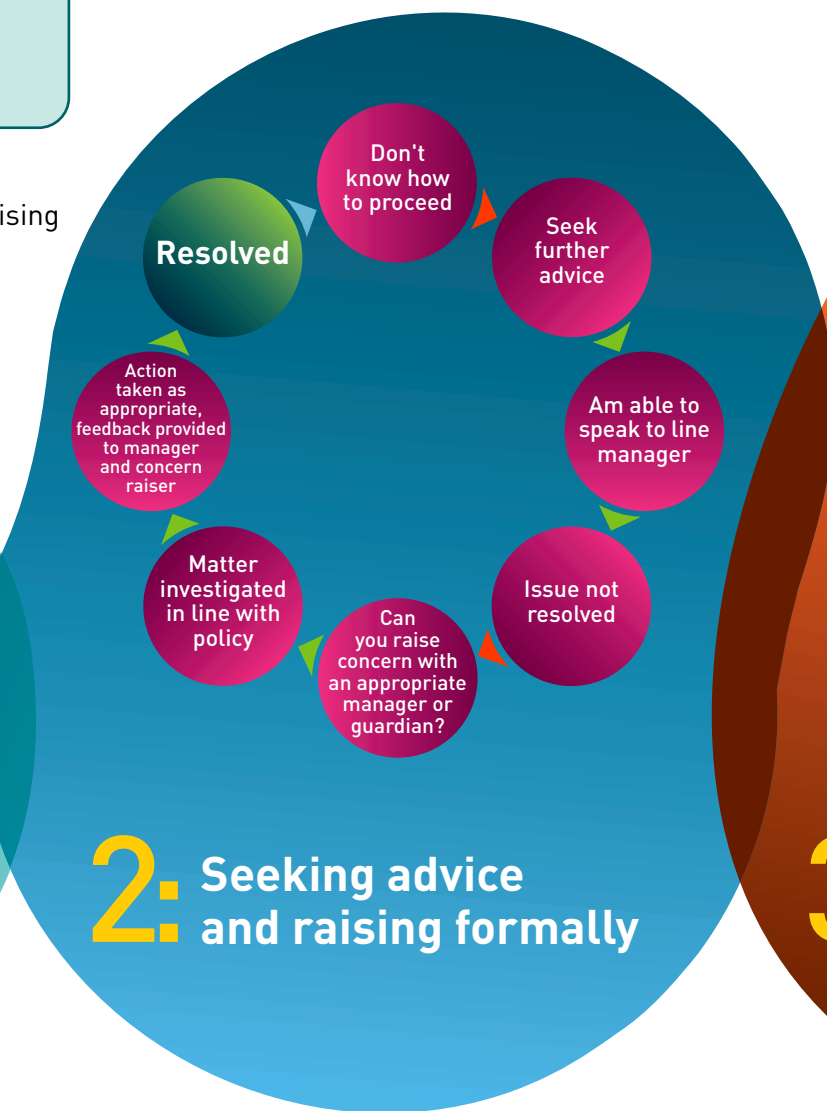 ising
Don't
know how
to proceed
Seek
further
advice
Am able to
speak to line
manager
Issue not
resolved
Can
you raise
concern with
an appropriate
manager or
guardian?
Matter
investigated
in line with
policy
Action
taken as
appropriate,
feedback provided
to manager
and concern
raiser
Resolved
2: Seeking advice
and raising formally